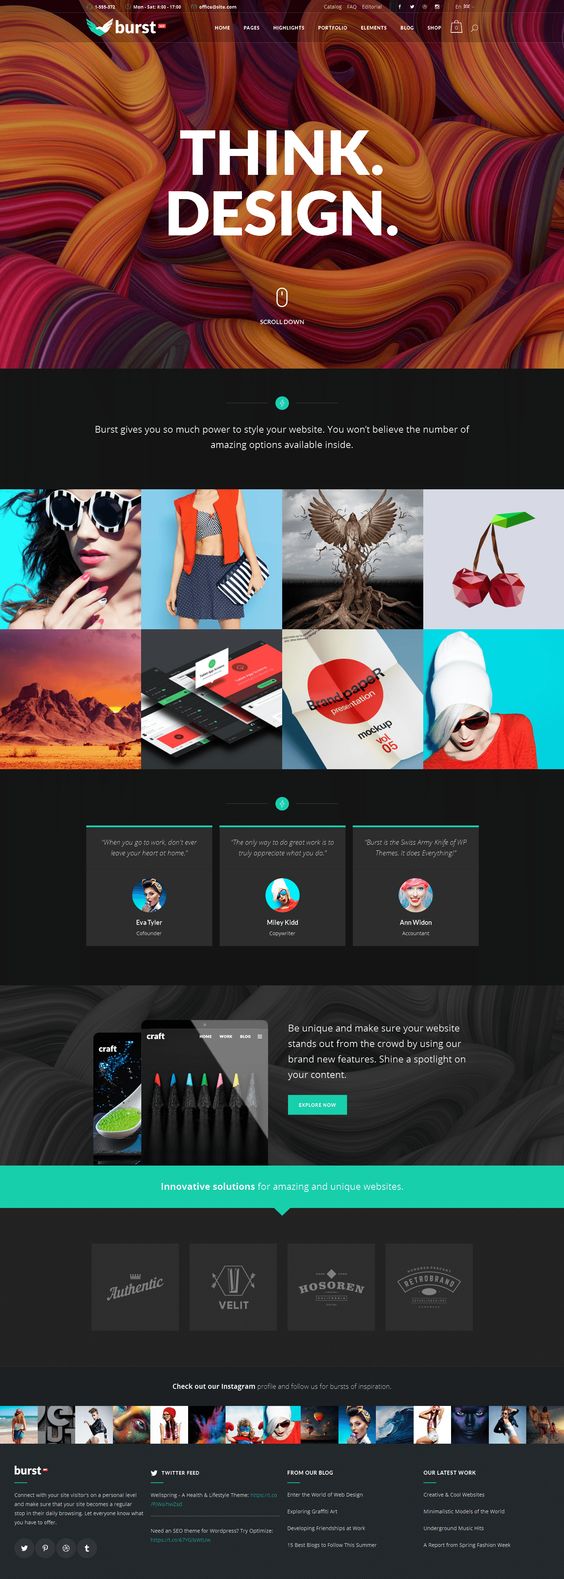 1-555-372
Mon - Sat: 8:00 - 17:00
office@site.com
Catalog FAQ Editorial
En
burst
HOME PAGES HIGHLIGHTS PORTFOLIO ELEMENTS BLOG SHOP
0
THINK.
DESIGN.
SCROLL DOWN
Burst gives you so much power to style your website. You won't believe the number of
amazing options available inside.
Brand papeR
presentation
mockup
vol
05
"When you go to work, don't ever
leave your heart at home."
Eva Tyler
Cofounder
"The only way to do great work is to
truly appreciate what you do."
Miley Kidd
Copywriter
"Burst is the Swiss Army Knife of WP
Themes. It does Everything!"
Ann Widon
Accountant
craft
craft
HOME WORK BLOG
Be unique and make sure your website
stands out from the crowd by using our
brand new features. Shine a spotlight on
your content.
EXPLORE NOW
Innovative solutions for amazing and unique websites.
Authentic
VELIT
HOSOREN
CALIFORNIA
HUNDRED PERCENT
RETROBRAND
ESTABLISHED
Check out our Instagram profile and follow us for bursts of inspiration.
burst
Connect with your site visitor's on a personal level
and make sure that your site becomes a regular
stop in their daily browsing. Let everyone know what
you have to offer.
TWITTER FEED
Wellspring - A Health & Lifestyle Theme: https://t.co
Need an SEO theme for Wordpress? Try Optimize:
FROM OUR BLOG
Enter the World of Web Design
Exploring Graffiti Art
Developing Friendships at Work
15 Best Blogs to Follow This Summer
OUR LATEST WORK
Creative & Cool Websites
Minimalistic Models of the World
Underground Music Hits
A Report from Spring Fashion Week